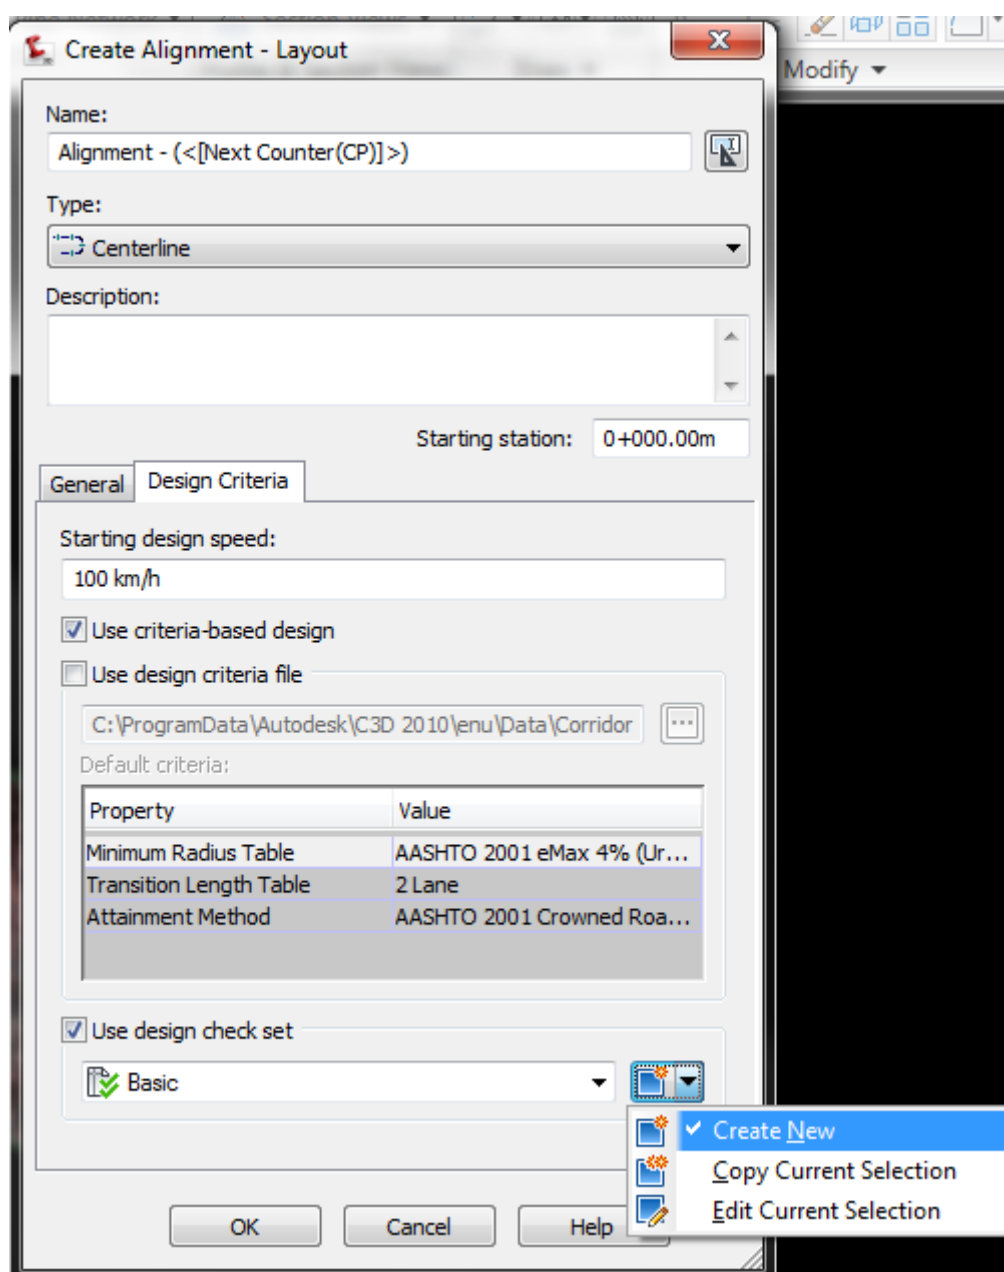 Create Alignment - Layout
Modify
Name:
Alignment - (<[Next Counter(CP)]>)
Type:
Centerline
Description:
Starting station: 0+000.00m
General Design Criteria
Starting design speed:
100 km/h
Use criteria-based design
Use design criteria file
C:\ProgramData\Autodesk\C3D 2010\enu\Data\Corridor
Default criteria:
Property Value
Minimum Radius Table AASHTO 2001 eMax 4% (Ur...
Transition Length Table 2 Lane
Attainment Method AASHTO 2001 Crowned Roa...
Use design check set
Basic
Create New
Copy Current Selection
Edit Current Selection
OK Cancel Help